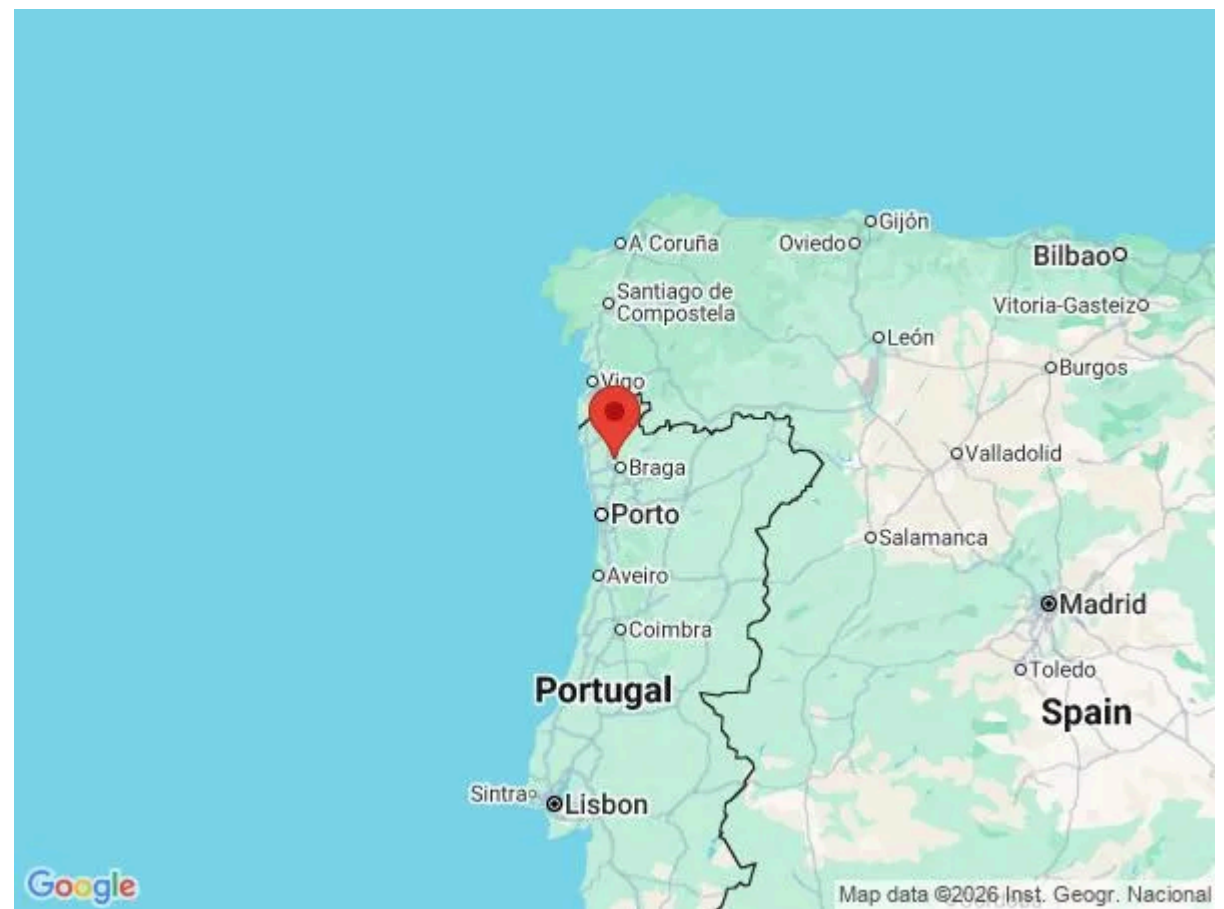 Gijón
A Coruña
Oviedo
Bilbao
Santiago de
Compostela
Vitoria-Gasteiz
León
Burgos
Vigo
Valladolid
Braga
Porto
Salamanca
Aveiro
Madrid
Coimbra
Toledo
Portugal
Spain
Sintra
Lisbon
Google
Map data ©2026 Inst. Geogr. Nacional